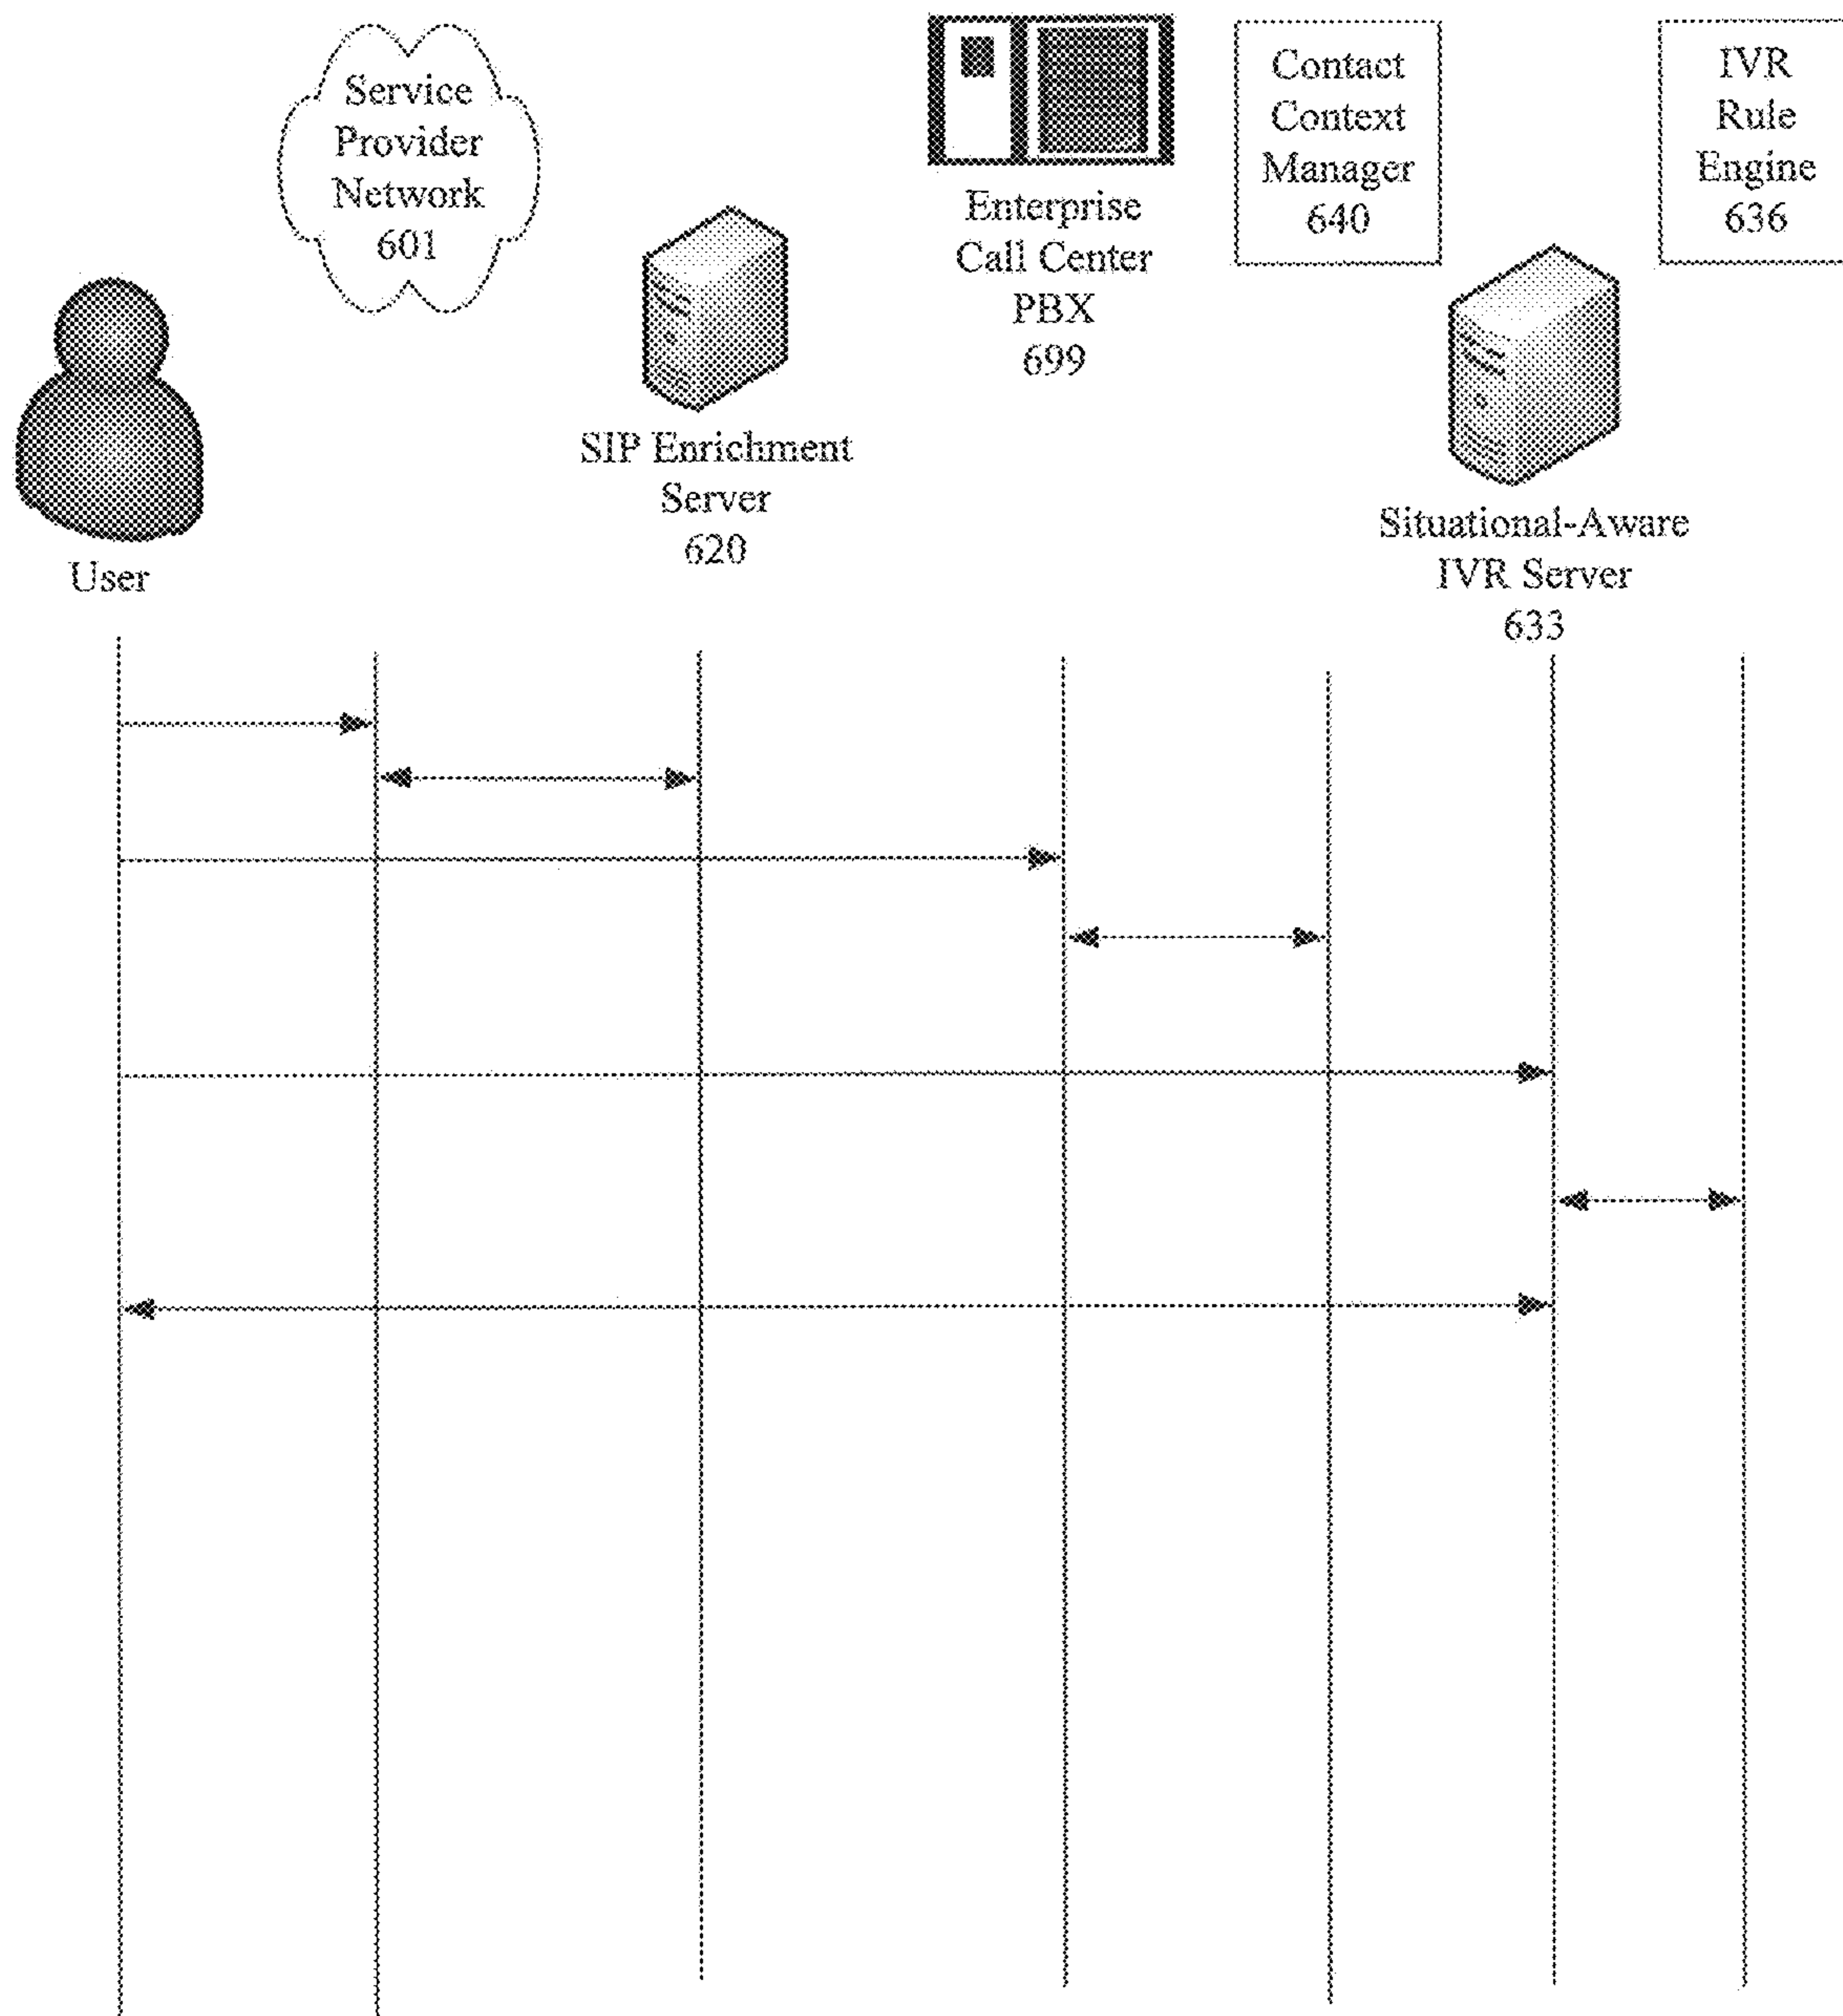 Service
Provider
Network
601
User
SIP Enrichment
Server
620
Enterprise
Call Center
PBX
699
Contact
Context
Manager
640
Situational-Aware
IVR Server
633
IVR
Rule
Engine
636